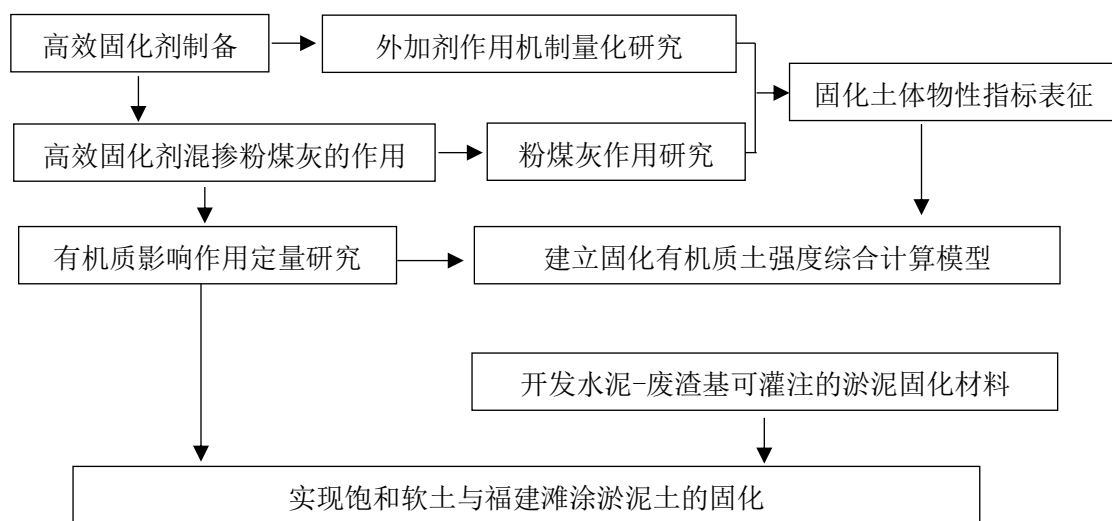 高效固化剂制备
外加剂作用机制量化研究
固化土体物性指标表征
高效固化剂混掺粉煤灰的作用
粉煤灰作用研究
有机质影响作用定量研究
建立固化有机质土强度综合计算模型
开发水泥-废渣基可灌注的淤泥固化材料
实现饱和软土与福建滩涂淤泥土的固化